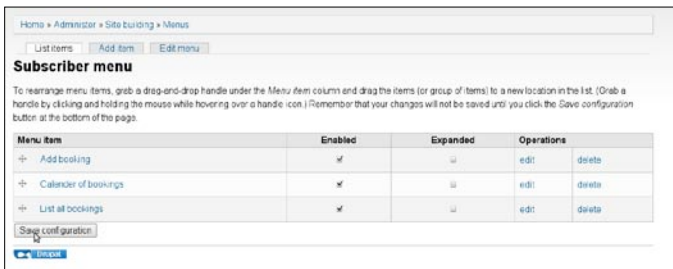 Home » Administer » Site building » Menus
List items Add item Edit menu
Subscriber menu
To rearrange menu items, grab a drag-and-drop handle under the Menu item column and drag the items (or group of items) to a new location in the list. (Grab a
handle by clicking and holding the mouse while hovering over a handle icon.) Remember that your changes will not be saved until you click the Save configuration
button at the bottom of the page.
Menu item Enabled Expanded Operations
Add booking edit delete
Calender of bookings edit delete
List all bookings edit delete
Save configuration
Drupal